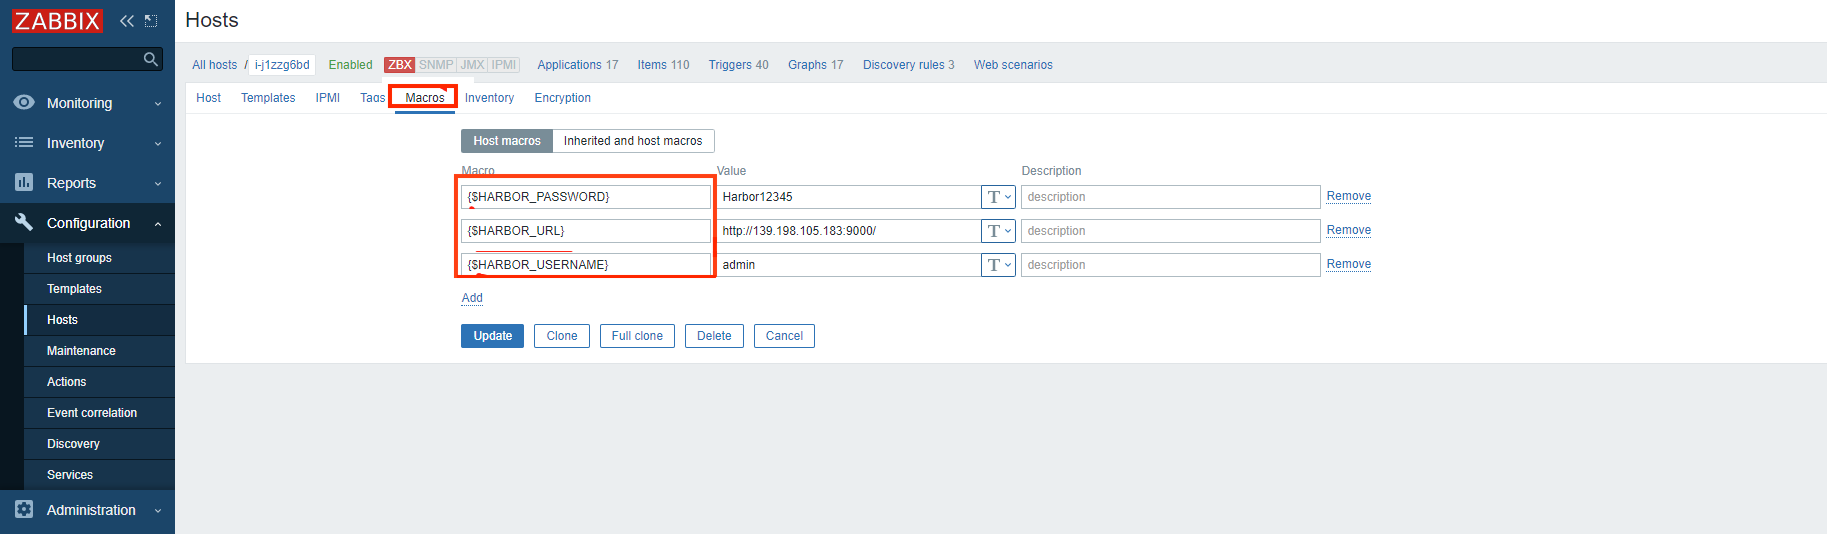 ZABBIX
Hosts
All hosts / i-j1zzg6bd Enabled ZBX SNMP JMX IPMI Applications 17 Items 110 Triggers 40 Graphs 17 Discovery rules 3 Web scenarios
Host Templates IPMI Tags Macros Inventory Encryption
Host macros Inherited and host macros
Macro Value Description
{$HARBOR_PASSWORD} Harbor12345 T description Remove
{$HARBOR_URL} http://139.198.105.183:9000/ T description Remove
{$HARBOR_USERNAME} admin T description Remove
Add
Update Clone Full clone Delete Cancel
Monitoring
Inventory
Reports
Configuration
Host groups
Templates
Hosts
Maintenance
Actions
Event correlation
Discovery
Services
Administration